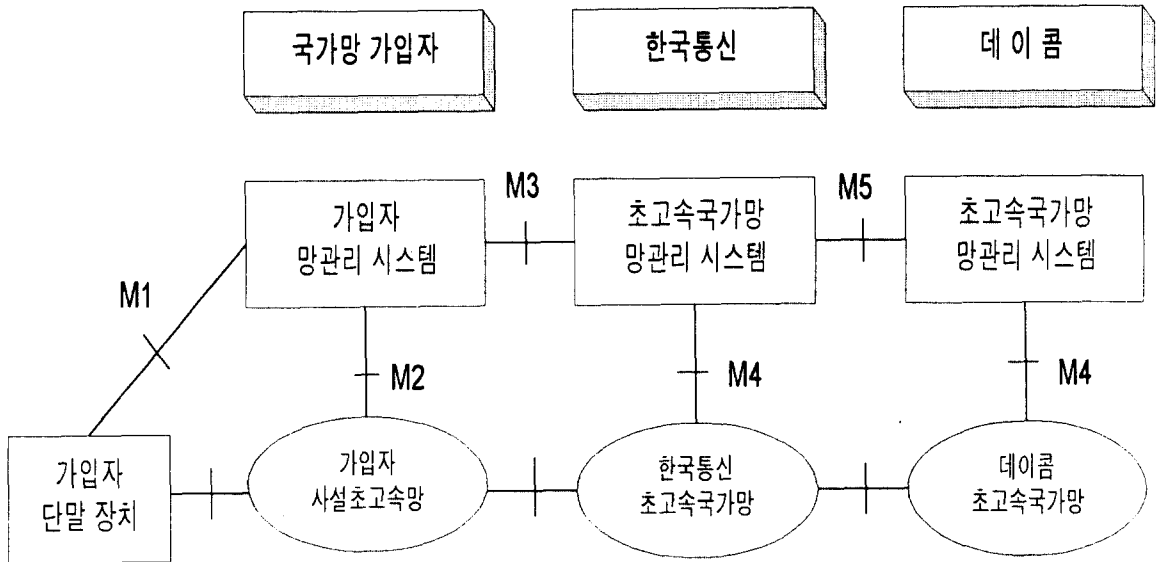 국가망 가입자
한국통신
데 이 콤
가입자
망관리 시스템
M3
초고속국가망
망관리 시스템
M5
초고속국가망
망관리 시스템
M1
M2
M4
M4
가입자
단말 장치
가입자
사설초고속망
한국통신
초고속국가망
데이콤
초고속국가망